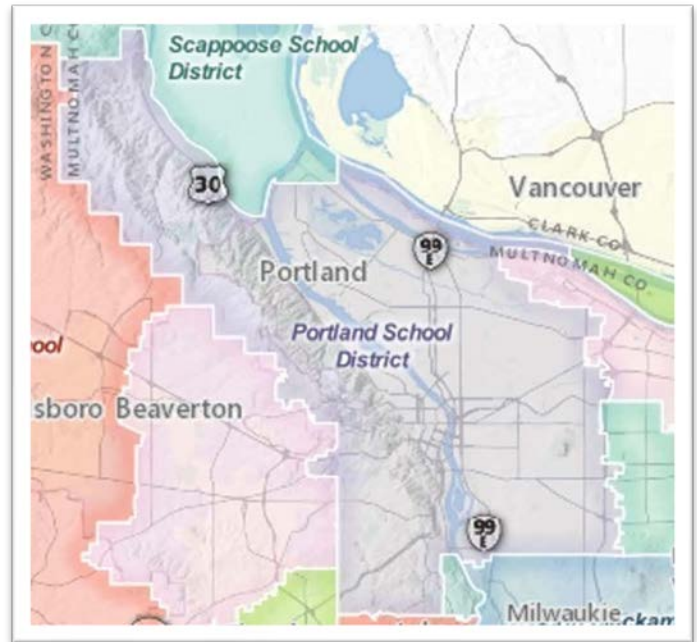 WASHINGTON C
MULTNOMAH C
Scappoose School
District
30
Vancouver
CLARK CO
MULTNOMAH CO.
99
E
Portland
Portland School
District
ool
sboro
Beaverton
99
E
Milwaukie
ckam